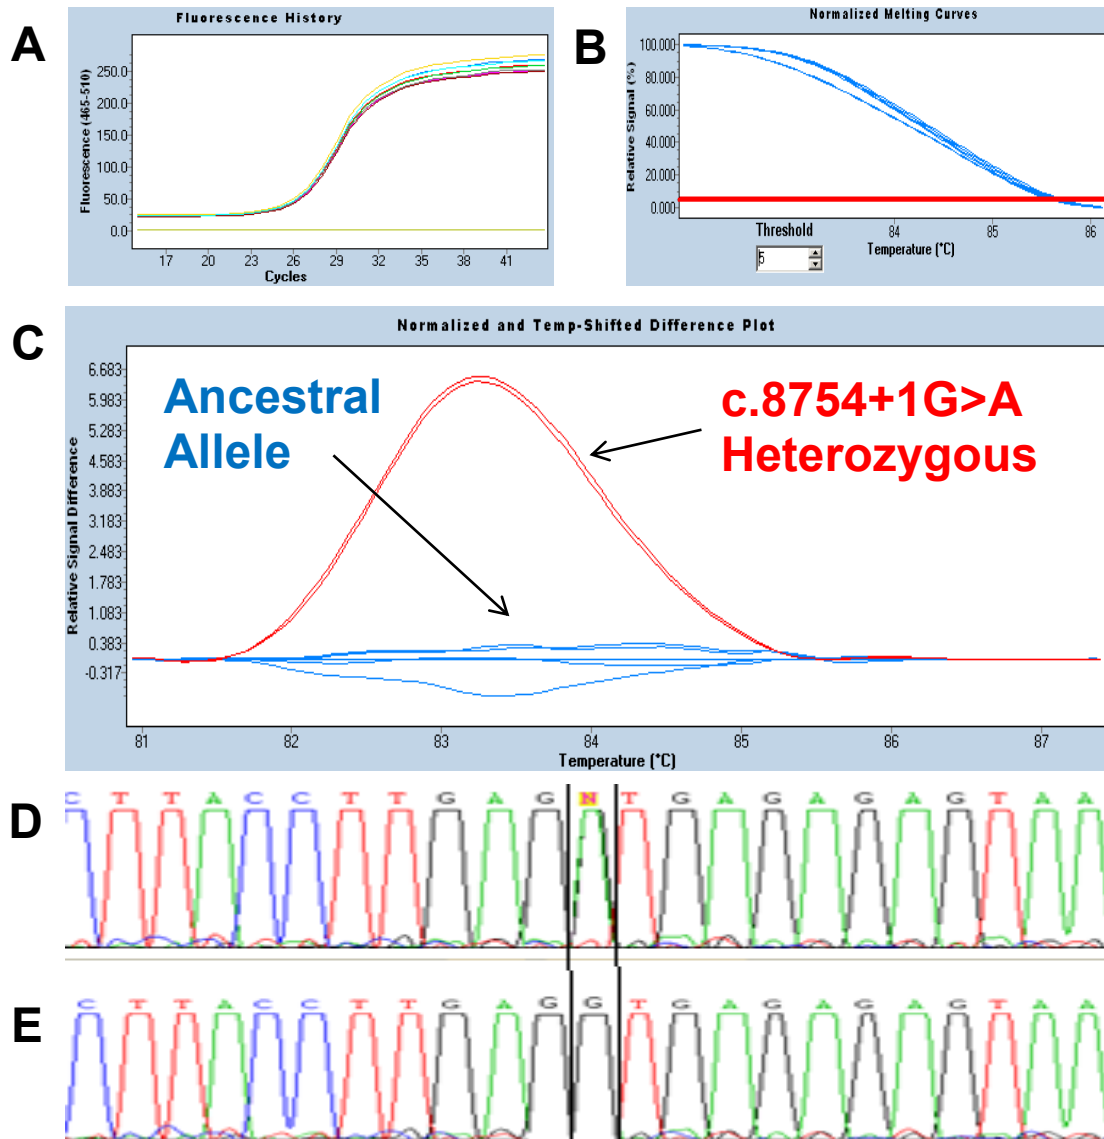 A
Fluorescence History
Fluorescence (465-510)
250.0
200.0
150.0
100.0
50.0
0.0
17 20 23 26 29 32 35 38 41
Cycles
B
Normalized Melting Curves
Relative Signal (%)
100.000
80.000
60.000
40.000
20.000
0.000
84 85 86
Threshold
5
Temperature (°C)
C
Normalized and Temp-Shifted Difference Plot
Relative Signal Difference
6.683
5.983
5.283
4.583
3.883
3.183
2.483
1.783
1.083
0.383
-0.317
Ancestral
Allele
c.8754+1G>A
Heterozygous
81 82 83 84 85 86 87
Temperature (°C)
D
C T T A C C T T G A G N T G A G A G A G T A A
E
C T T A C C T T G A G G T G A G A G A G T A A